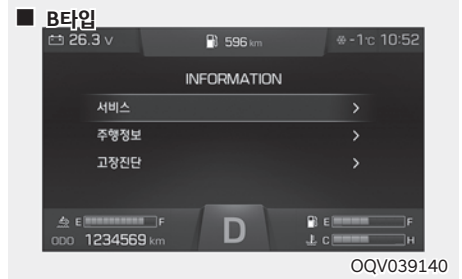 ■ B타입
26.3 V 596 km -1℃ 10:52
INFORMATION
서비스 >
주행정보 >
고장진단 >
E F E F
ODO 1234569 km D C H
OQV039140